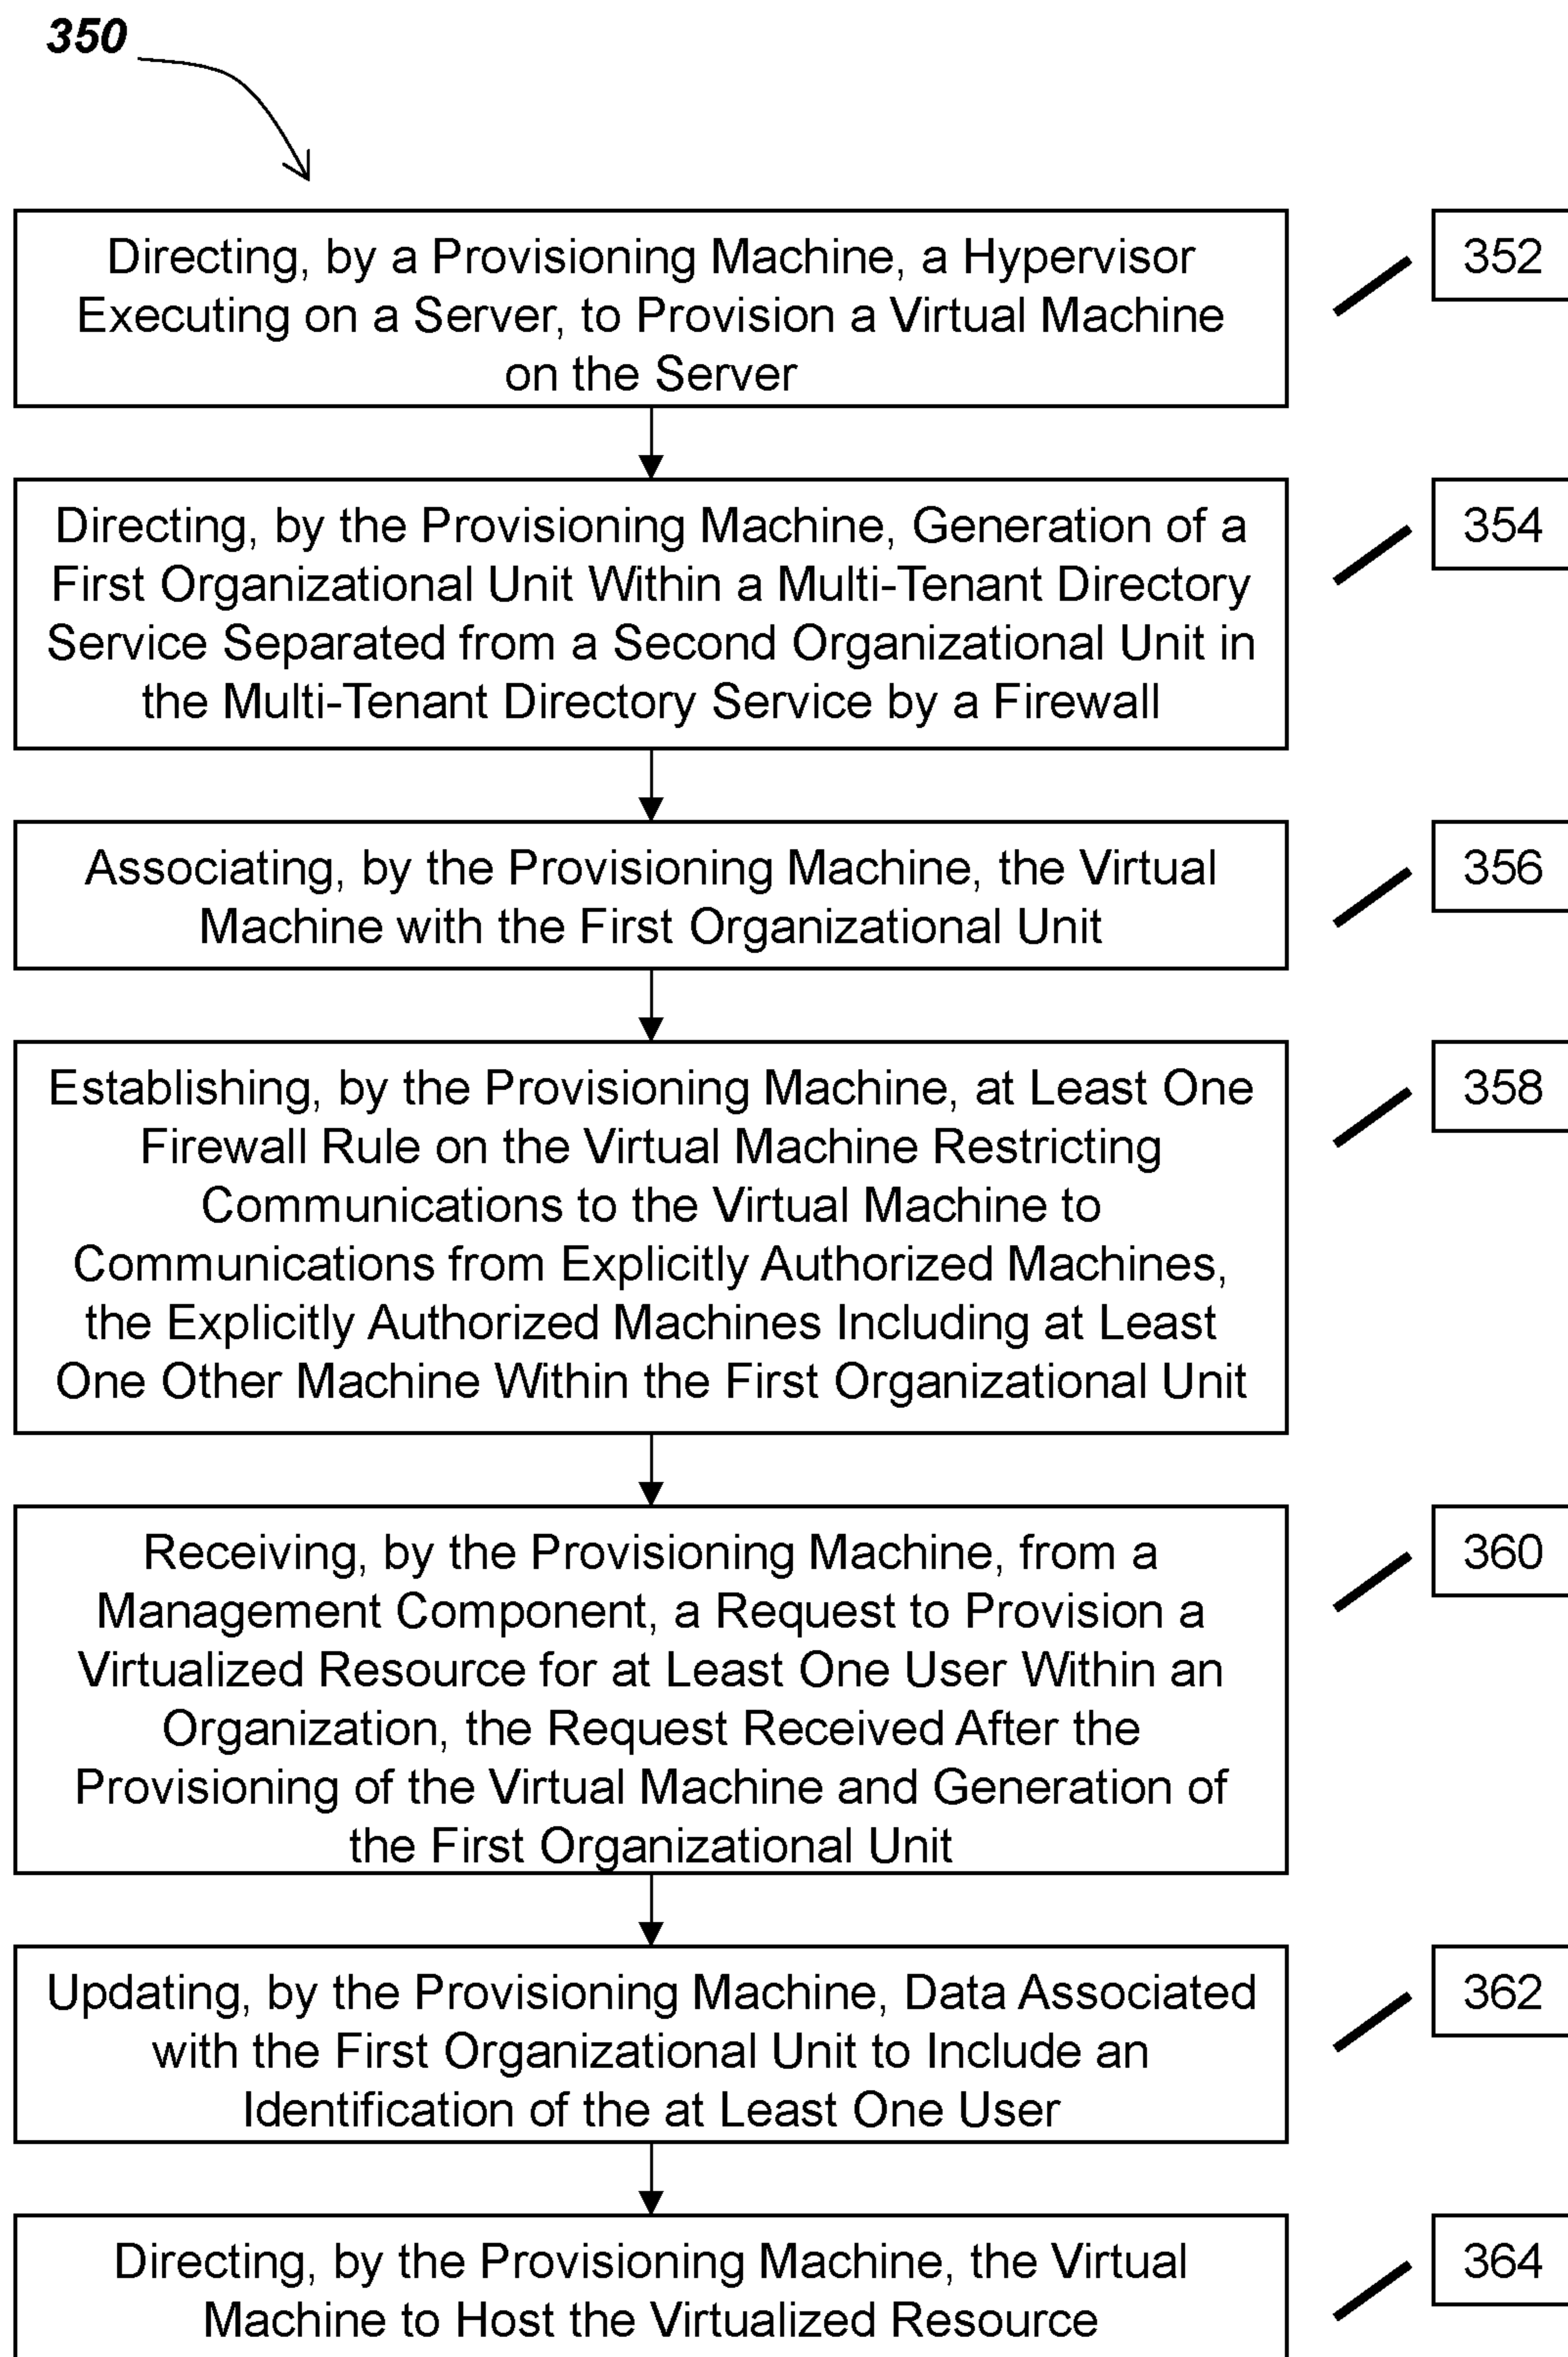 350
Directing, by a Provisioning Machine, a Hypervisor
Executing on a Server, to Provision a Virtual Machine
on the Server
352
Directing, by the Provisioning Machine, Generation of a
First Organizational Unit Within a Multi-Tenant Directory
Service Separated from a Second Organizational Unit in
the Multi-Tenant Directory Service by a Firewall
354
Associating, by the Provisioning Machine, the Virtual
Machine with the First Organizational Unit
356
Establishing, by the Provisioning Machine, at Least One
Firewall Rule on the Virtual Machine Restricting
Communications to the Virtual Machine to
Communications from Explicitly Authorized Machines,
the Explicitly Authorized Machines Including at Least
One Other Machine Within the First Organizational Unit
358
Receiving, by the Provisioning Machine, from a
Management Component, a Request to Provision a
Virtualized Resource for at Least One User Within an
Organization, the Request Received After the
Provisioning of the Virtual Machine and Generation of
the First Organizational Unit
360
Updating, by the Provisioning Machine, Data Associated
with the First Organizational Unit to Include an
Identification of the at Least One User
362
Directing, by the Provisioning Machine, the Virtual
Machine to Host the Virtualized Resource
364